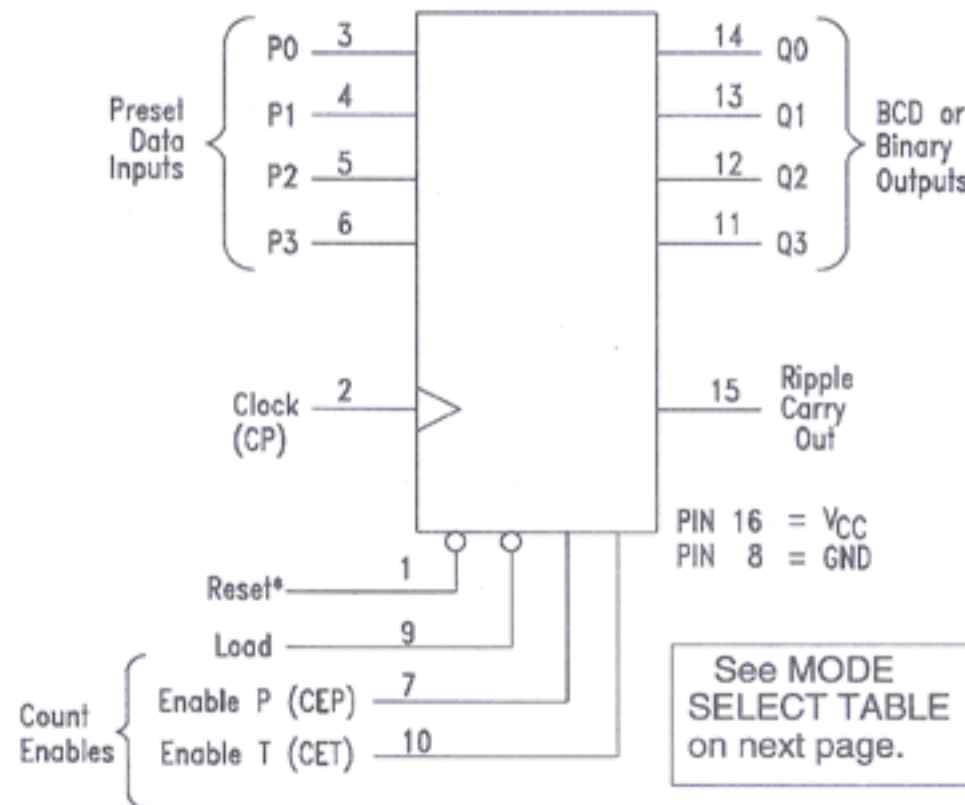 P0 3
P1 4
P2 5
P3 6
Preset
Data
Inputs
14 Q0
13 Q1
12 Q2
11 Q3
BCD or
Binary
Outputs
Clock
(CP)
2
15
Ripple
Carry
Out
PIN 16 = VCC
PIN 8 = GND
Reset* 1
Load 9
Count
Enables
Enable P (CEP) 7
Enable T (CET) 10
See MODE
SELECT TABLE
on next page.